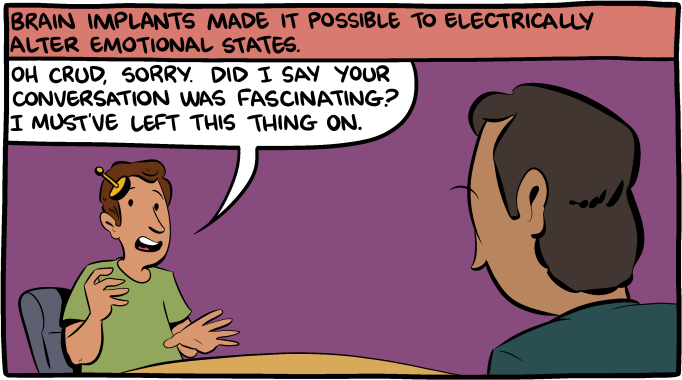 BRAIN IMPLANTS MADE IT POSSIBLE TO ELECTRICALLY
ALTER EMOTIONAL STATES.
OH CRUD, SORRY. DID I SAY YOUR
CONVERSATION WAS FASCINATING?
I MUST'VE LEFT THIS THING ON.